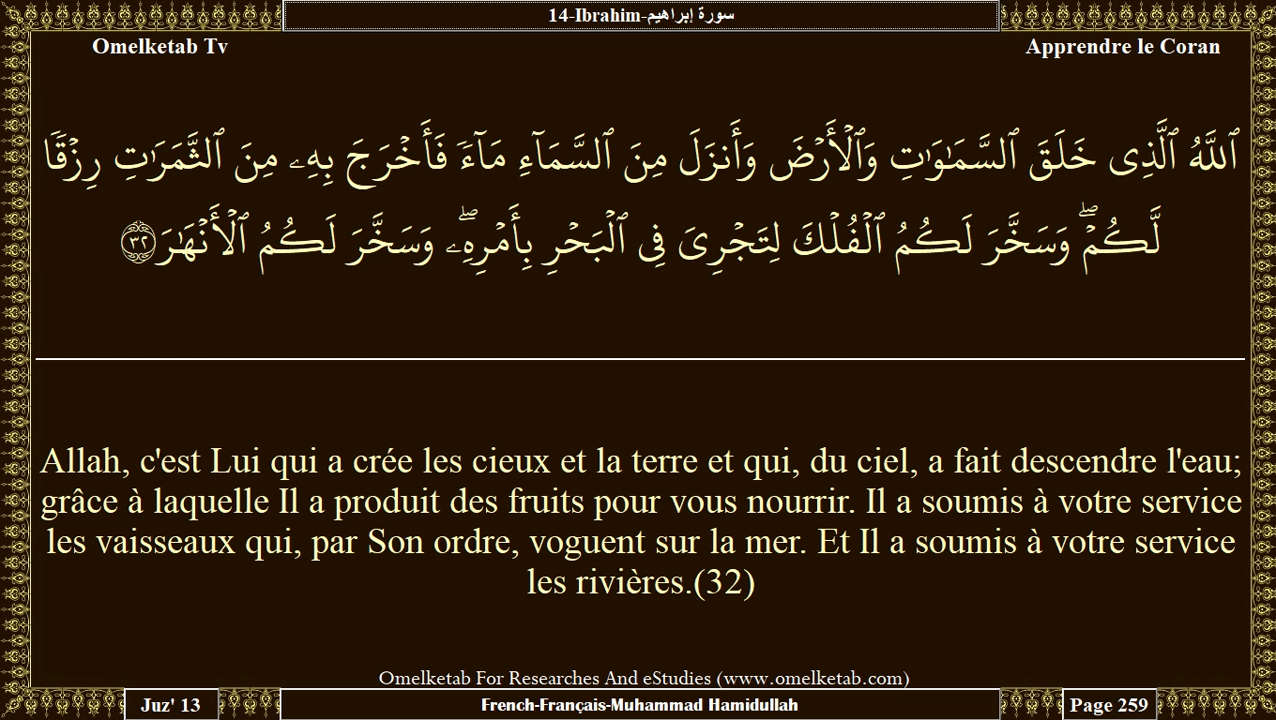 14-Ibrahim-سورة إبراهيم
Omelketab Tv
Apprendre le Coran
ٱللَّهُ ٱلَّذِى خَلَقَ ٱلسَّمَٰوَٰتِ وَٱلْأَرْضَ وَأَنزَلَ مِنَ ٱلسَّمَآءِ مَآءً فَأَخْرَجَ بِهِۦ مِنَ ٱلثَّمَرَٰتِ رِزْقًا
لَّكُمْ ۖ وَسَخَّرَ لَكُمُ ٱلْفُلْكَ لِتَجْرِىَ فِى ٱلْبَحْرِ بِأَمْرِهِۦ ۖ وَسَخَّرَ لَكُمُ ٱلْأَنْهَٰرَ ٣٢
Allah, c'est Lui qui a crée les cieux et la terre et qui, du ciel, a fait descendre l'eau;
grâce à laquelle Il a produit des fruits pour vous nourrir. Il a soumis à votre service
les vaisseaux qui, par Son ordre, voguent sur la mer. Et Il a soumis à votre service
les rivières.(32)
Omelketab For Researches And eStudies (www.omelketab.com)
Juz' 13
French-Français-Muhammad Hamidullah
Page 259